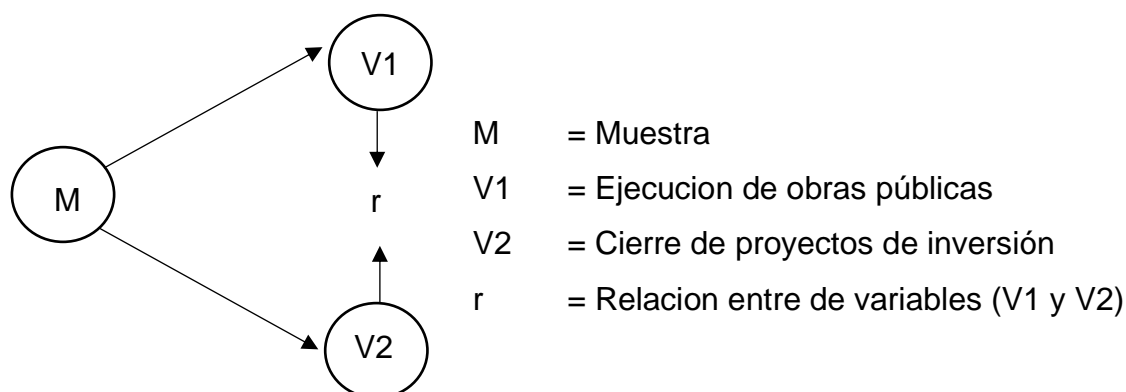 V1
M = Muestra
V1 = Ejecucion de obras públicas
M
r
V2 = Cierre de proyectos de inversión
r = Relacion entre de variables (V1 y V2)
V2